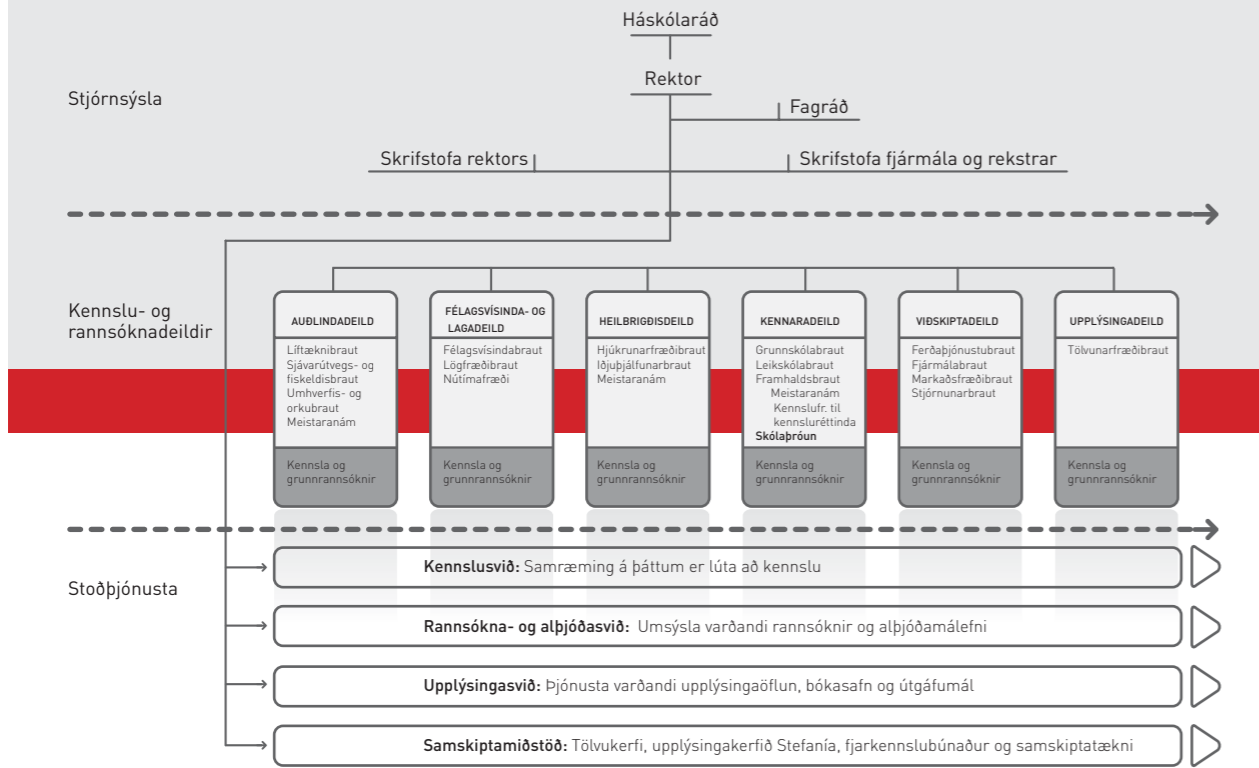 Háskólaráð
Rektor
Stjórnsýsla
Fagráð
Skrifstofa rektors
Skrifstofa fjármála og rekstrar
Kennslu- og
rannsóknadeildir
AUÐLINDADEILD
Líftæknibraut
Sjávarútvegs- og
fiskeldisbraut
Umhverfis- og
orkubraut
Meistaranám
Kennsla og
grunnrannsóknir
FÉLAGSVÍSINDA- OG
LAGADEILD
Félagsvísindabraut
Lögfræðibraut
Nútímafræði
Kennsla og
grunnrannsóknir
HEILBRIGÐISDEILD
Hjúkrunarfræðibraut
Iðjuþjálfunarbraut
Meistaranám
Kennsla og
grunnrannsóknir
KENNARADEILD
Grunnskólabraut
Leikskólabraut
Framhaldsbraut
Meistaranám
Kennslufr. til
kennsluréttinda
Skólaþróun
Kennsla og
grunnrannsóknir
VIÐSKIPTADEILD
Ferðaþjónustubraut
Fjármálabraut
Markaðsfræðibraut
Stjórnunarbraut
Kennsla og
grunnrannsóknir
UPPLÝSINGADEILD
Tölvunarfræðibraut
Kennsla og
grunnrannsóknir
Stoðþjónusta
Kennslusvið: Samræming á þáttum er lúta að kennslu
Rannsókna- og alþjóðasvið: Umsýsla varðandi rannsóknir og alþjóðamálefni
Upplýsingasvið: Þjónusta varðandi upplýsingaöflun, bókasafn og útgáfumál
Samskiptamiðstöð: Tölvukerfi, upplýsingakerfið Stefanía, fjarkennslubúnaður og samskiptatækni